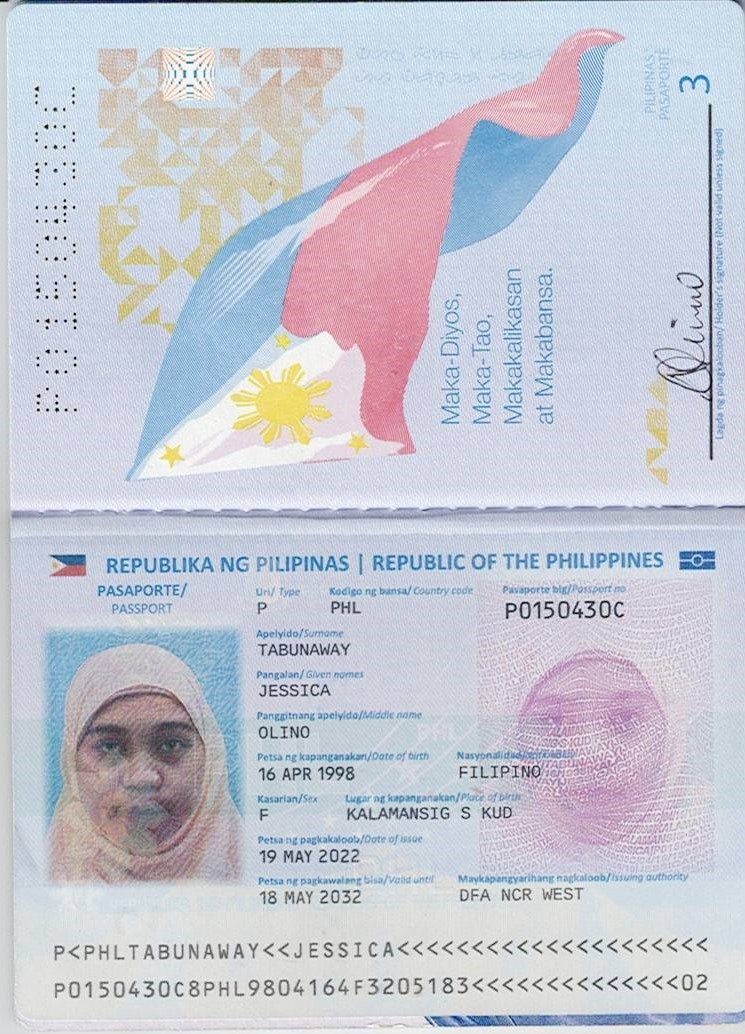 P0150430C
PILIPINAS
PASAPORTE
3
Maka-Diyos,
Maka-Tao,
Makakalikasan
at Makabansa.
Lagda ng pinagkalooban/ Holder's signature (Not valid unless signed)
REPUBLIKA NG PILIPINAS | REPUBLIC OF THE PHILIPPINES
PASAPORTE/
PASSPORT
Uri/ Type
Kodigo ng bansa/ Country code
Pasaporte blg/Passport no
P
PHL
P0150430C
Apelyido/Surname
TABUNAWAY
Pangalan/ Given names
JESSICA
Panggitnang apelyido/Middle name
OLINO
Petsa ng kapanganakan/Date of birth
Nasyonalidad/
16 APR 1998
FILIPINO
Kasarian/Sex
Lugar ng kapanganakan/Place of birth
F
KALAMANSIG S KUD
Petsa ng pagkakaloob/Date of issue
19 MAY 2022
Petsa ng pagkawalang bisa/Valid until
Maykapangyarihang nagkaloob/Issuing authority
18 MAY 2032
DFA NCR WEST
P<PHLTABUNAWAY<<JESSICA<<<<<<<<<<<<<<<<<<<<<
P0150430C8PHL9804164F3205183<<<<<<<<<<<<<<02